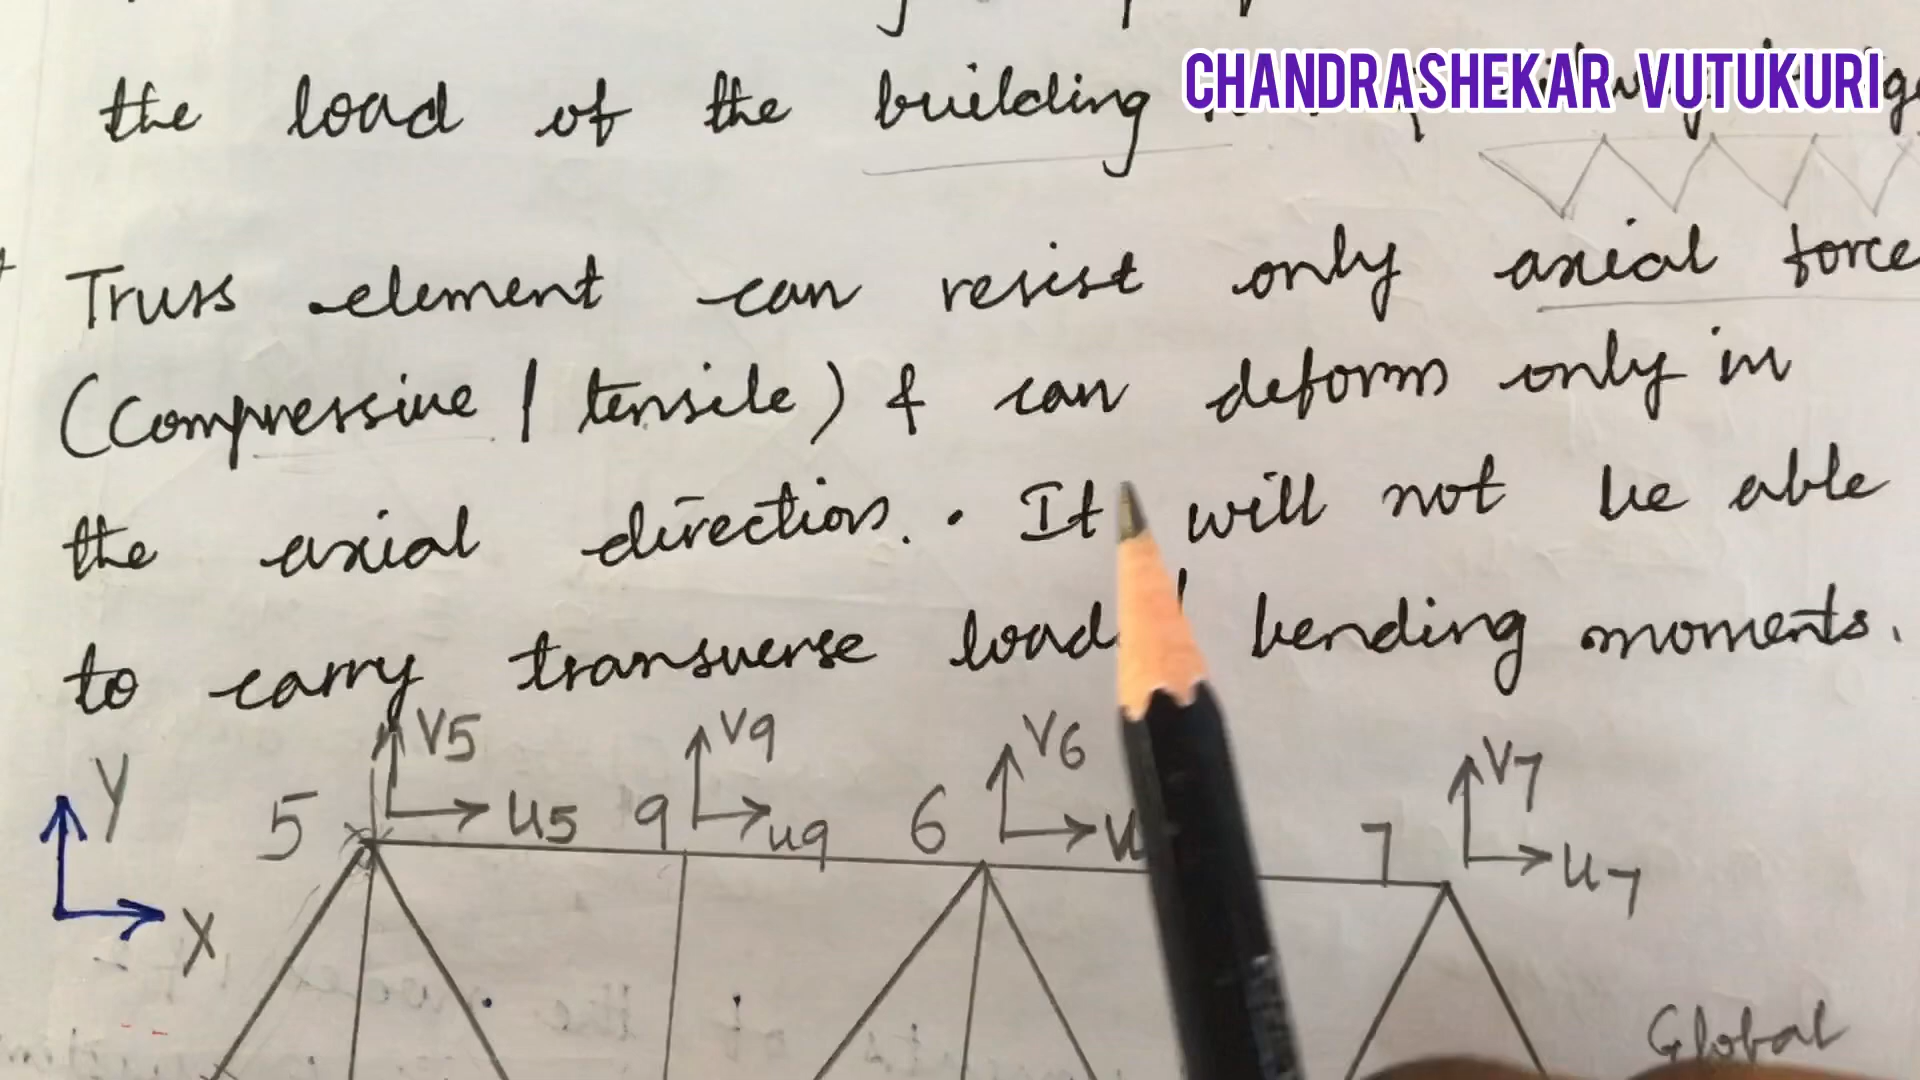 CHANDRASHEKAR VUTUKURI
the load of the building
Truss element can resist only axial force
(compressive / tensile) & can deforms only in
the axial direction. . It will not be able
to carry transverse load bending moments.
Y
X
5
V5
U5
9
V9
U9
6
V6
7
V7
U7
Global